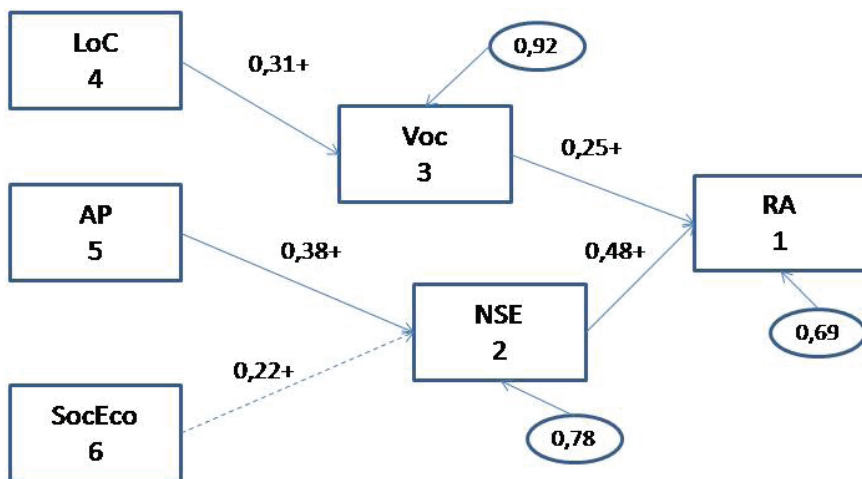 LoC
4
0,31+
0,92
Voc
3
0,25+
AP
5
0,38+
RA
1
0,48+
NSE
2
0,69
0,22+
SocEco
6
0,78